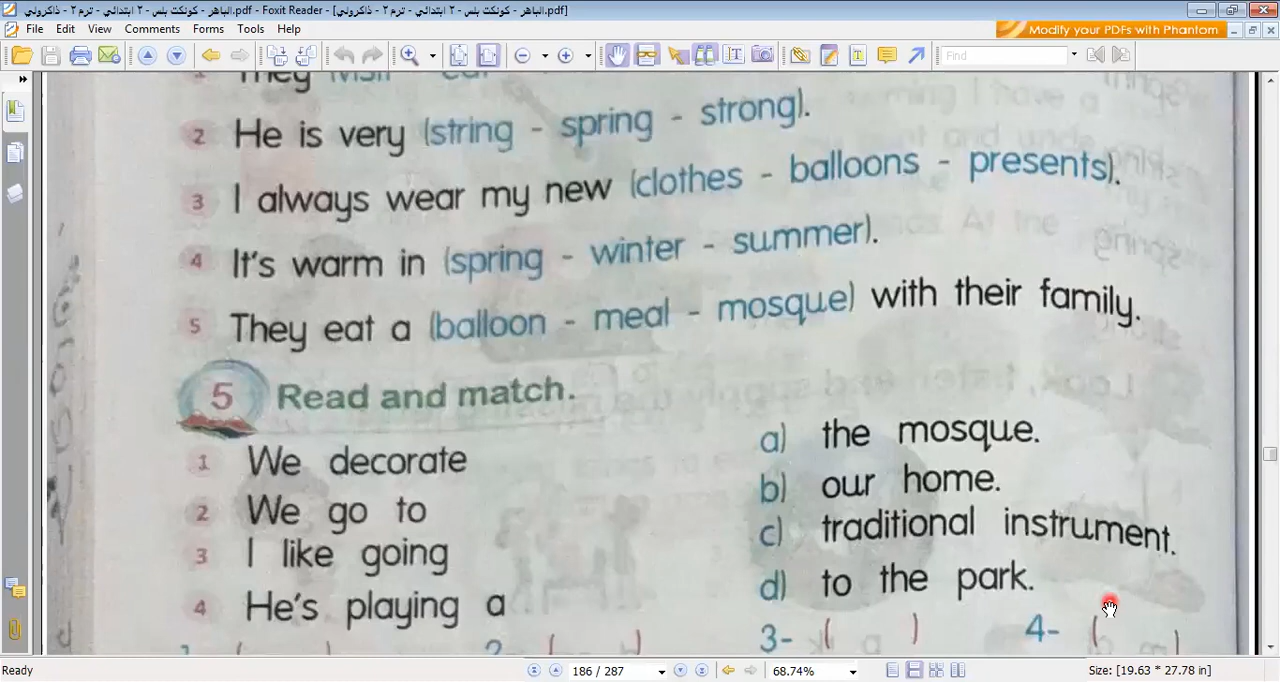 الباهر - كونكت بلس - ٢ ابتدائي - ترم ٢ - ذاكرولي.pdf - Foxit Reader - [الباهر - كونكت بلس - ٢ ابتدائي - ترم ٢ - ذاكرولي.pdf]
File Edit View Comments Forms Tools Help
Modify your PDFs with Phantom
Find
They
2 He is very (string - spring - strong).
3 I always wear my new (clothes - balloons - presents).
4 It's warm in (spring - winter - summer).
5 They eat a (balloon - meal - mosque) with their family.
5 Read and match.
1 We decorate
a) the mosque.
2 We go to
b) our home.
3 I like going
c) traditional instrument.
4 He's playing a
d) to the park.
3- ( ) 4- ( )
Ready 186 / 287 68.74% Size: [19.63 * 27.78 in]